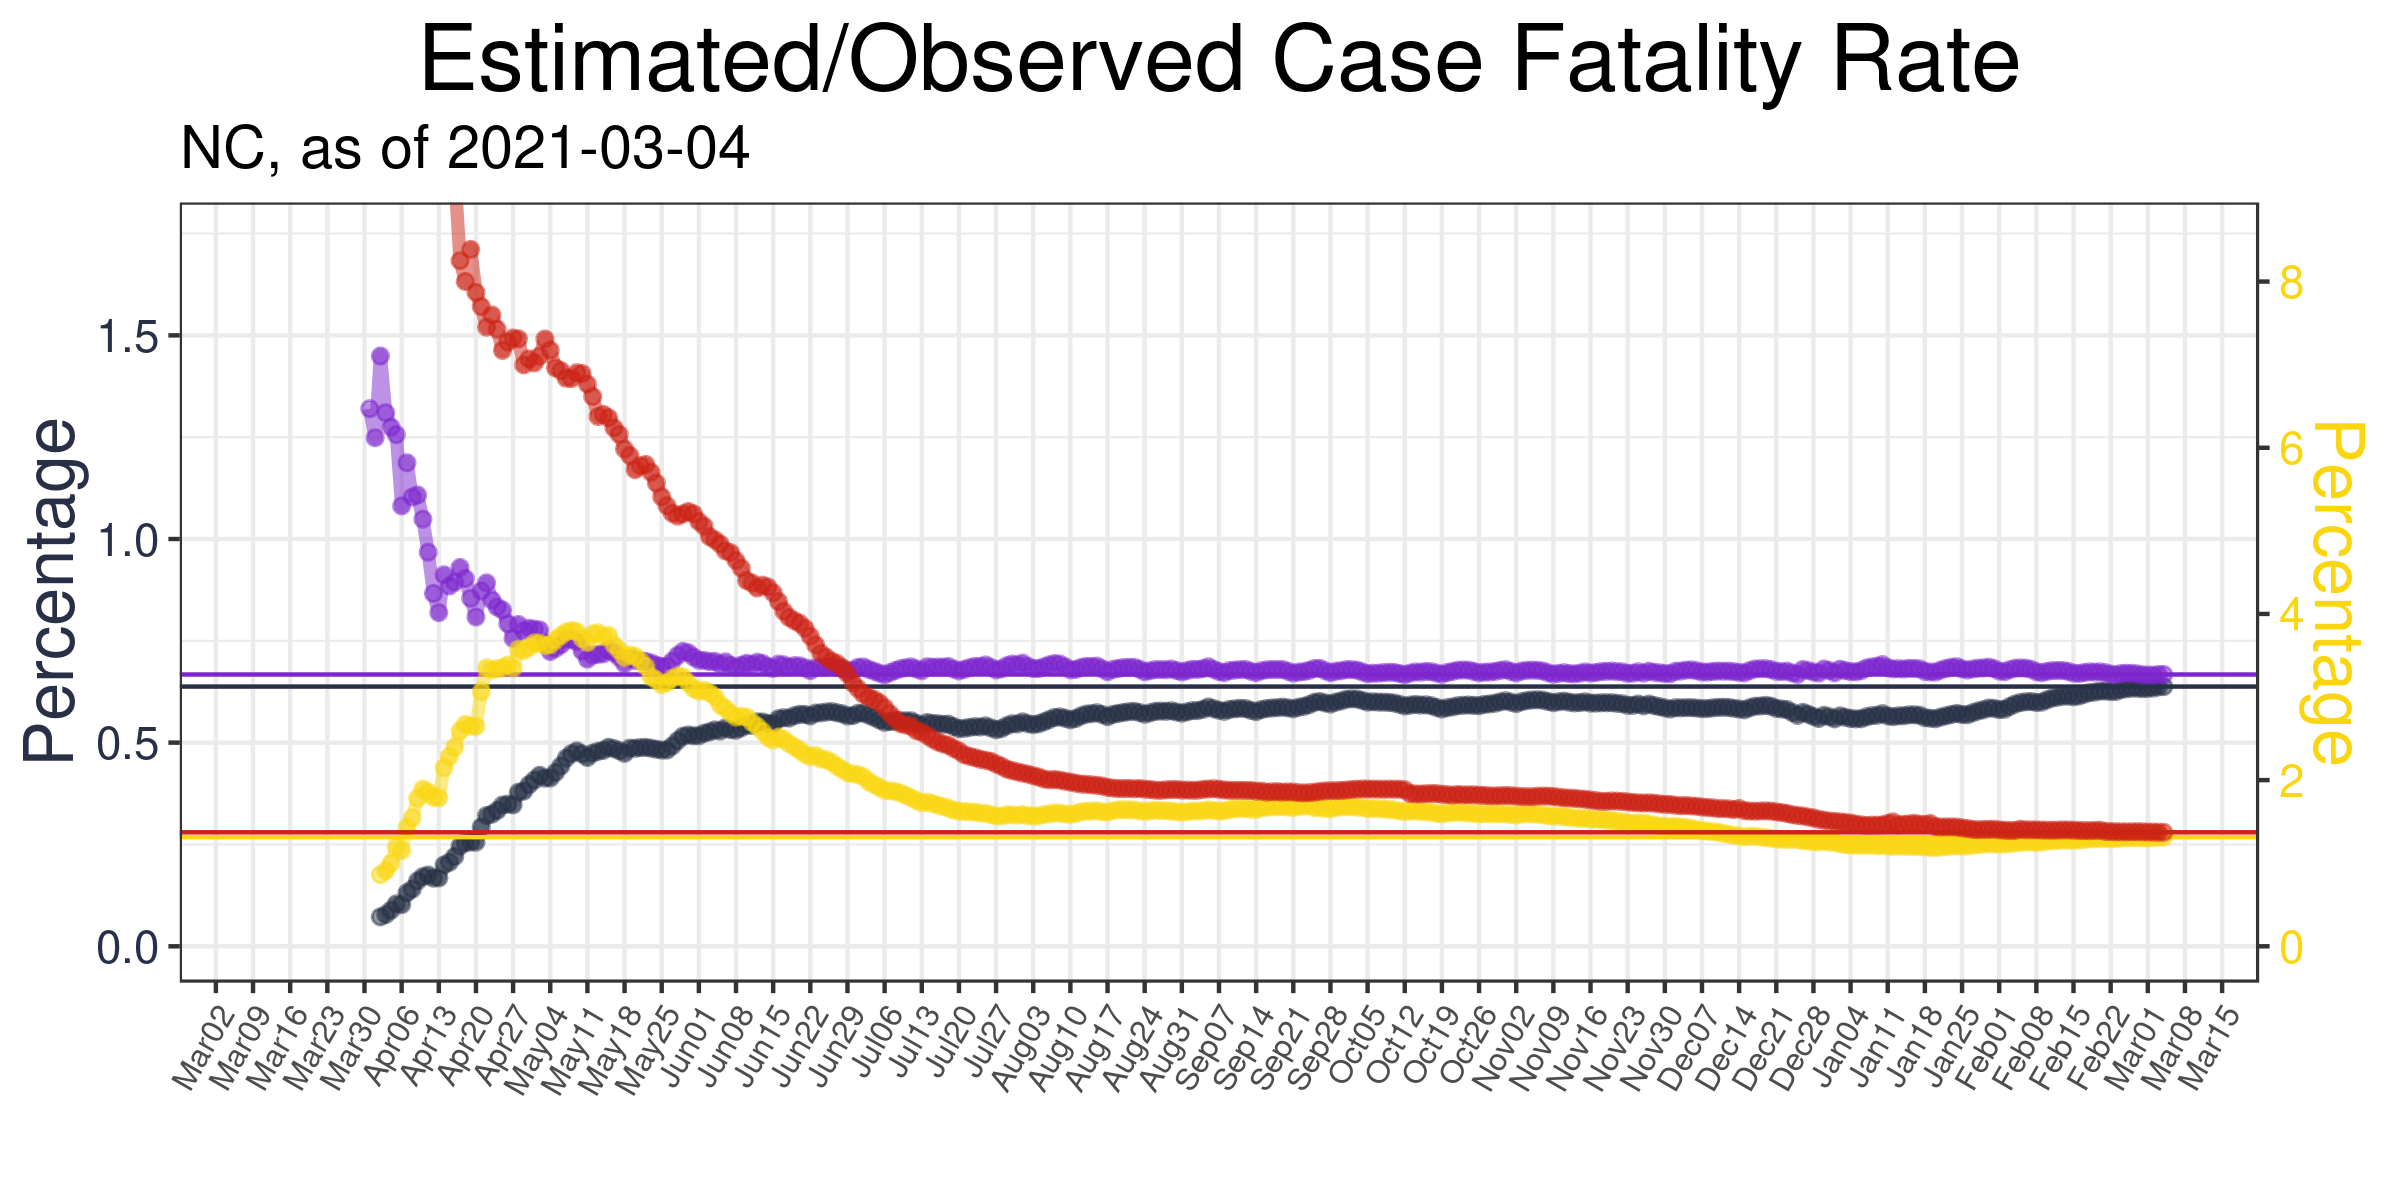 Estimated/Observed Case Fatality Rate
NC, as of 2021-03-04
Percentage
1.5
1.0
0.5
0.0
8
6
4
2
0
Percentage
Mar02
Mar09
Mar16
Mar23
Mar30
Apr06
Apr13
Apr20
Apr27
May04
May11
May18
May25
Jun01
Jun08
Jun15
Jun22
Jun29
Jul06
Jul13
Jul20
Jul27
Aug03
Aug10
Aug17
Aug24
Aug31
Sep07
Sep14
Sep21
Sep28
Oct05
Oct12
Oct19
Oct26
Nov02
Nov09
Nov16
Nov23
Nov30
Dec07
Dec14
Dec21
Dec28
Jan04
Jan11
Jan18
Jan25
Feb01
Feb08
Feb15
Feb22
Mar01
Mar08
Mar15